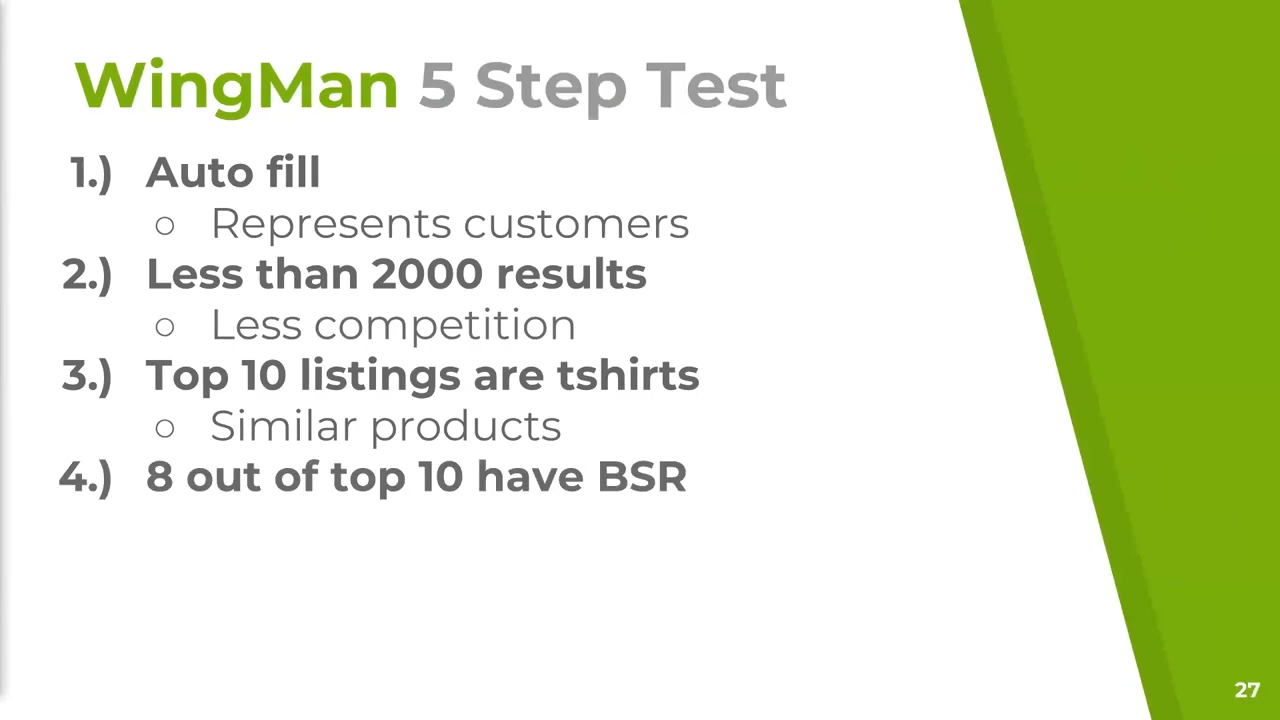 WingMan 5 Step Test
1.) Auto fill
○ Represents customers
2.) Less than 2000 results
○ Less competition
3.) Top 10 listings are tshirts
○ Similar products
4.) 8 out of top 10 have BSR
27